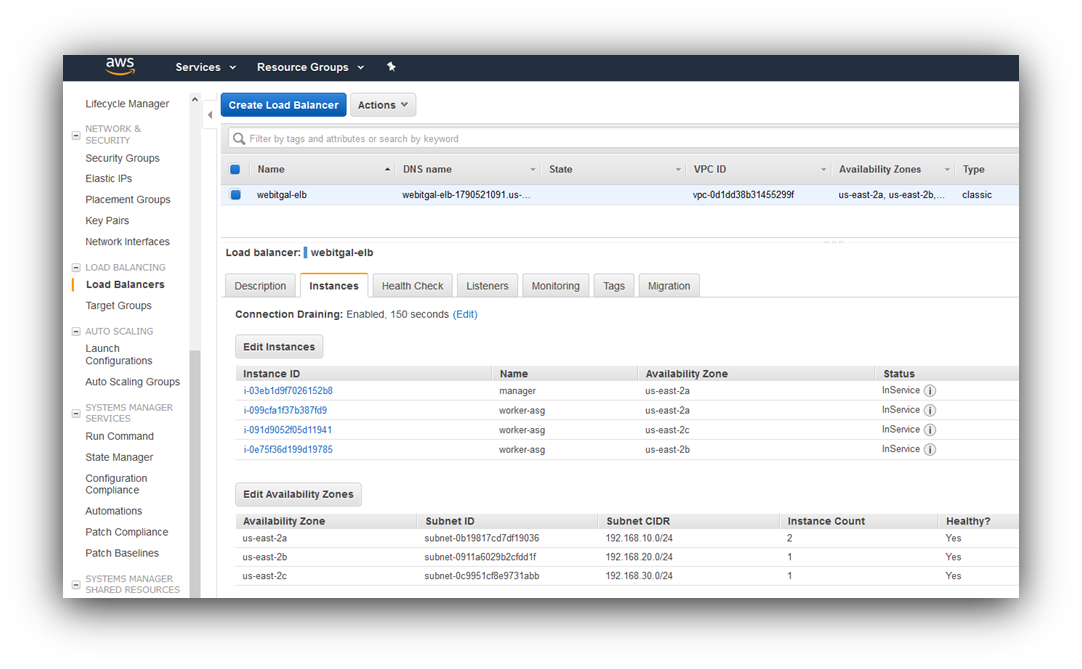 aws
Services Resource Groups
Lifecycle Manager
NETWORK &
SECURITY
Security Groups
Elastic IPs
Placement Groups
Key Pairs
Network Interfaces
LOAD BALANCING
Load Balancers
Target Groups
AUTO SCALING
Launch
Configurations
Auto Scaling Groups
SYSTEMS MANAGER
SERVICES
Run Command
State Manager
Configuration
Compliance
Automations
Patch Compliance
Patch Baselines
SYSTEMS MANAGER
SHARED RESOURCES
Create Load Balancer Actions
Filter by tags and attributes or search by keyword
Name DNS name State VPC ID Availability Zones Type
webitgal-elb webitgal-elb-1790521091.us-... vpc-0d1dd38b31455299f us-east-2a, us-east-2b,... classic
Load balancer: webitgal-elb
Description Instances Health Check Listeners Monitoring Tags Migration
Connection Draining: Enabled, 150 seconds (Edit)
Edit Instances
Instance ID Name Availability Zone Status
i-03eb1d9f7026152b8 manager us-east-2a InService i
i-099cfa1f37b387fd9 worker-asg us-east-2a InService i
i-091d9052f05d11941 worker-asg us-east-2c InService i
i-0e75f36d199d19785 worker-asg us-east-2b InService i
Edit Availability Zones
Availability Zone Subnet ID Subnet CIDR Instance Count Healthy?
us-east-2a subnet-0b19817cd7df19036 192.168.10.0/24 2 Yes
us-east-2b subnet-0911a6029b2cfdd1f 192.168.20.0/24 1 Yes
us-east-2c subnet-0c9951cf8e9731abb 192.168.30.0/24 1 Yes